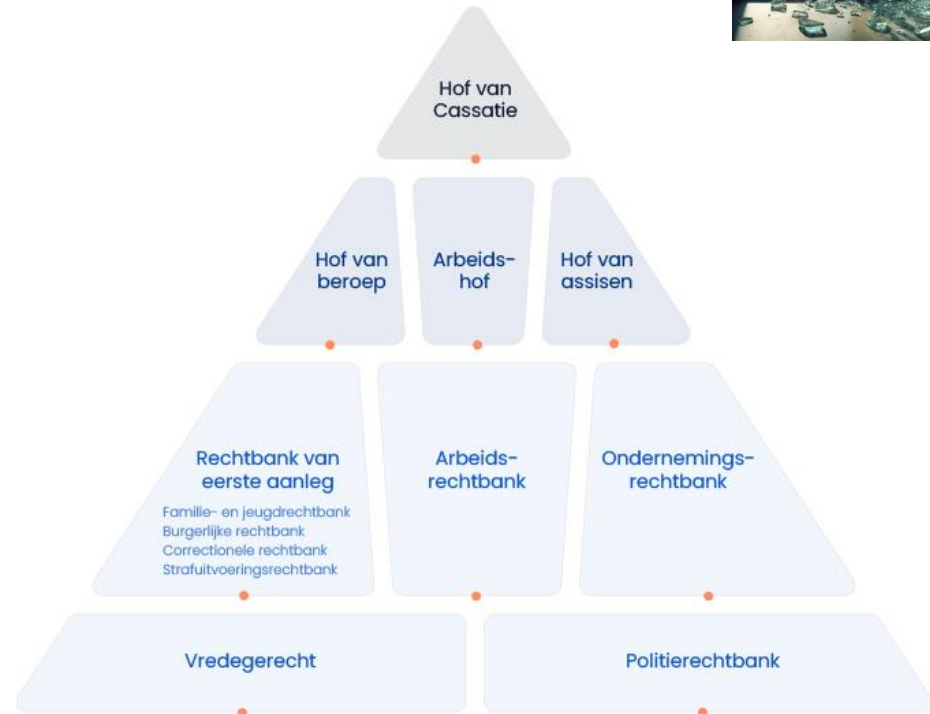 Hof van
Cassatie
Hof van
beroep
Arbeids-
hof
Hof van
assisen
Rechtbank van
eerste aanleg
Familie- en jeugdrechtbank
Burgerlijke rechtbank
Correctionele rechtbank
Strafuitvoeringsrechtbank
Arbeids-
rechtbank
Ondernemings-
rechtbank
Vredegerecht
Politierechtbank